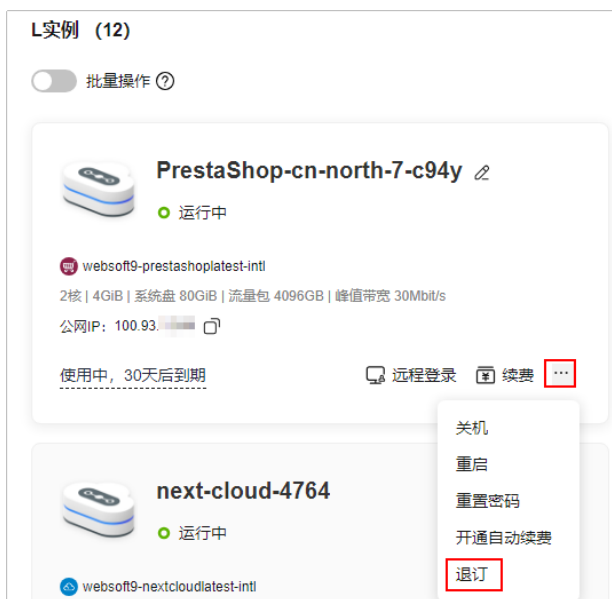 L实例 (12)
批量操作
PrestaShop-cn-north-7-c94y
运行中
websoft9-prestashoplatest-intl
2核 | 4GiB | 系统盘 80GiB | 流量包 4096GB | 峰值带宽 30Mbit/s
公网IP: 100.93.
使用中，30天后到期 远程登录 续费 ...
关机
重启
重置密码
开通自动续费
退订
next-cloud-4764
运行中
websoft9-nextcloudlatest-intl